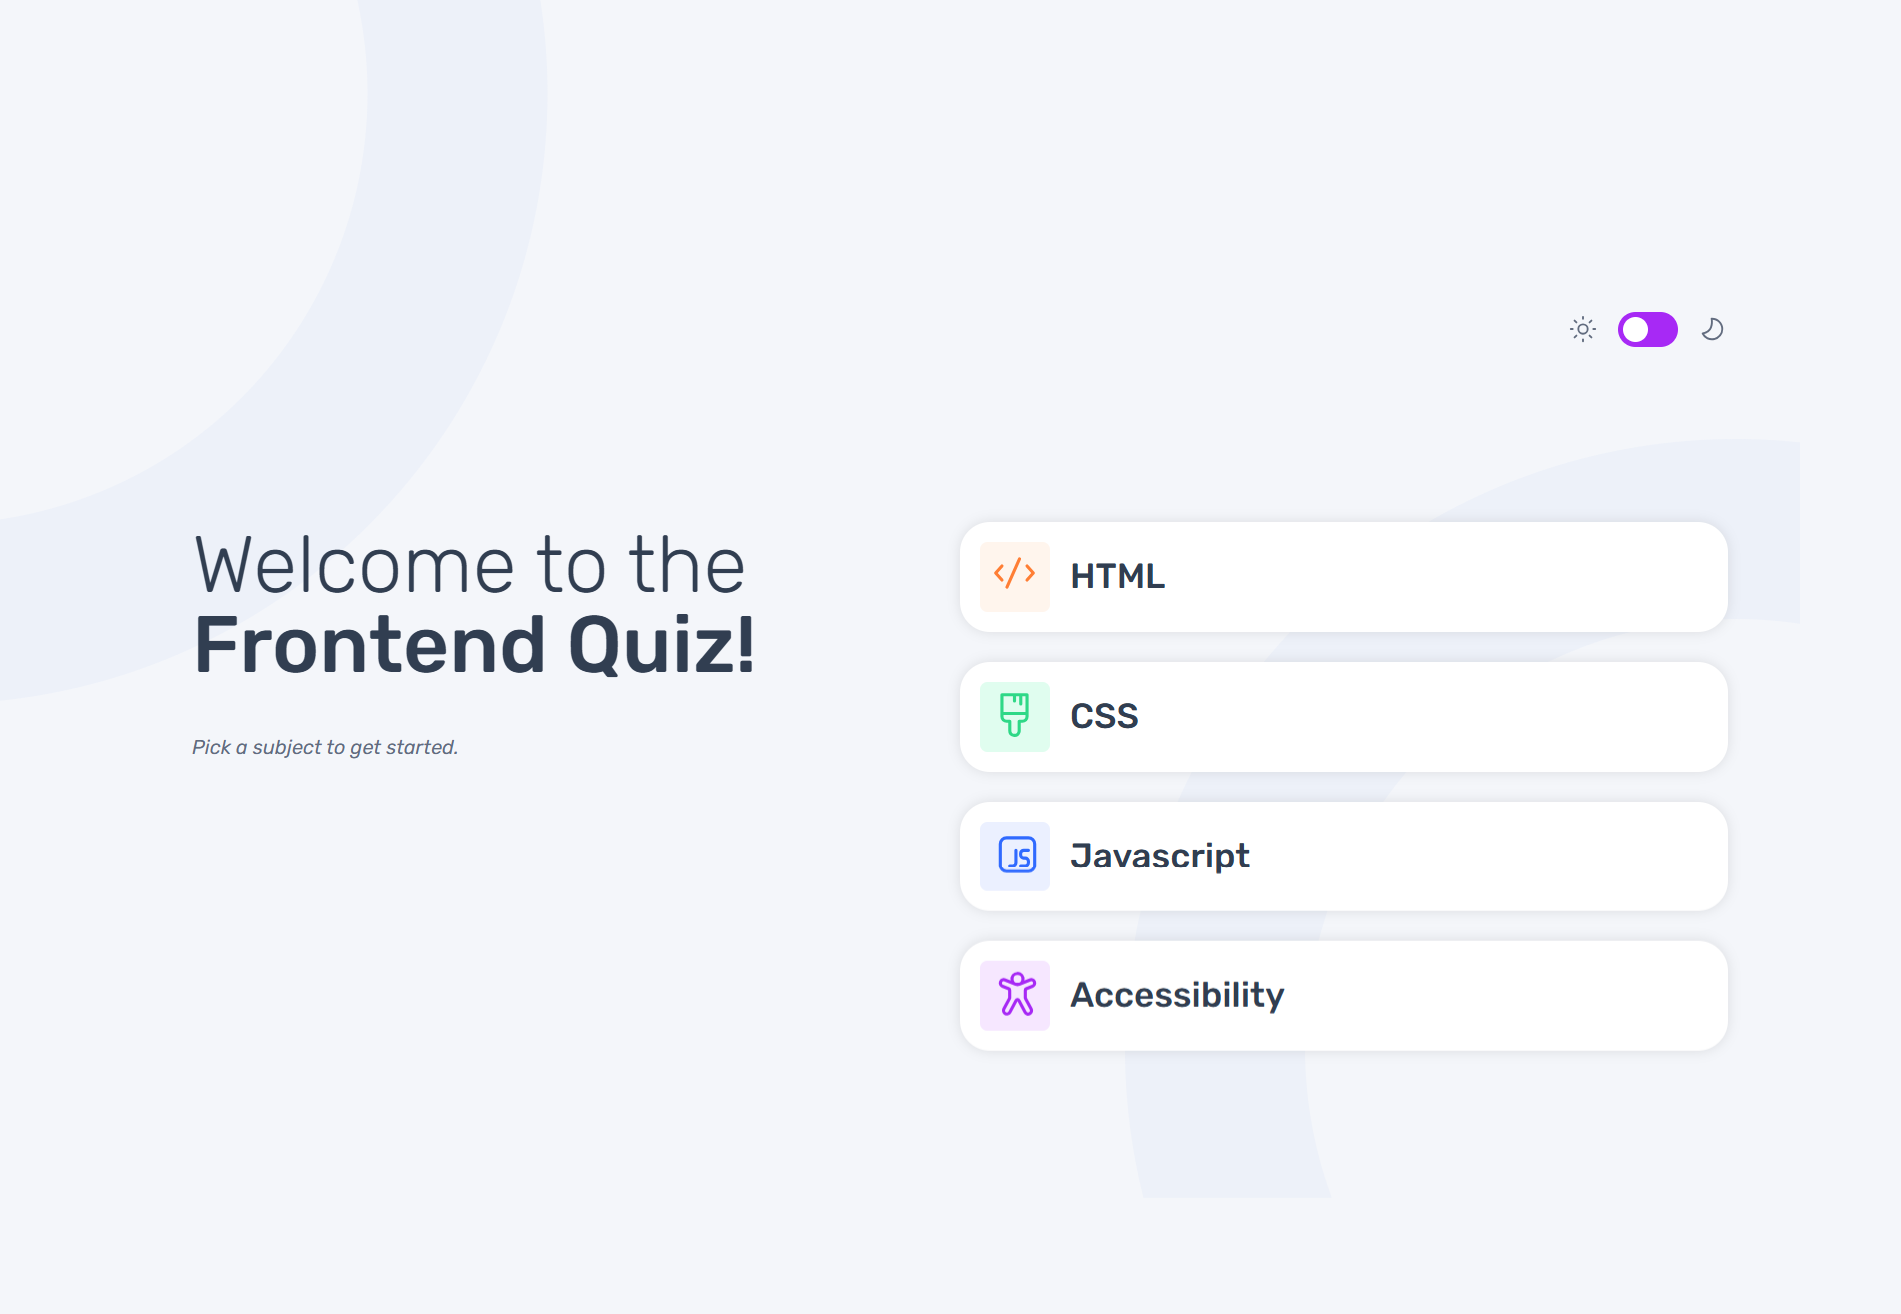 Welcome to the
Frontend Quiz!
Pick a subject to get started.
HTML
CSS
JS
Javascript
Accessibility